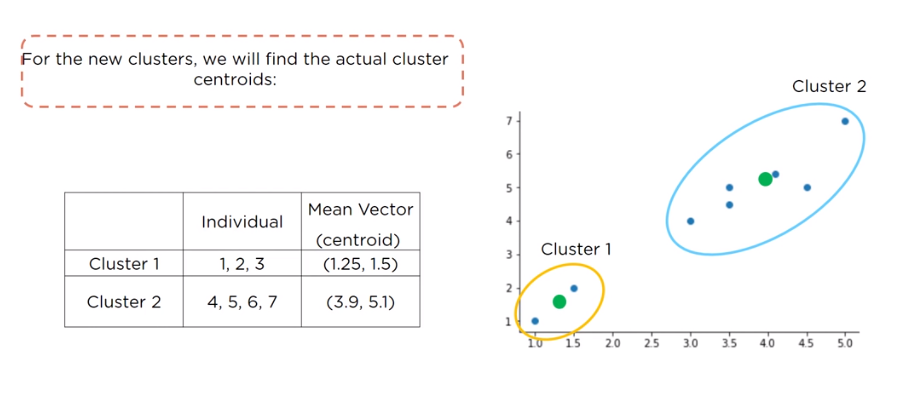 For the new clusters, we will find the actual cluster
centroids:
Individual
Mean Vector
(centroid)
Cluster 1
1, 2, 3
(1.25, 1.5)
Cluster 2
4, 5, 6, 7
(3.9, 5.1)
Cluster 2
Cluster 1
7
6
5
4
3
2
1
1.0 1.5 2.0 2.5 3.0 3.5 4.0 4.5 5.0